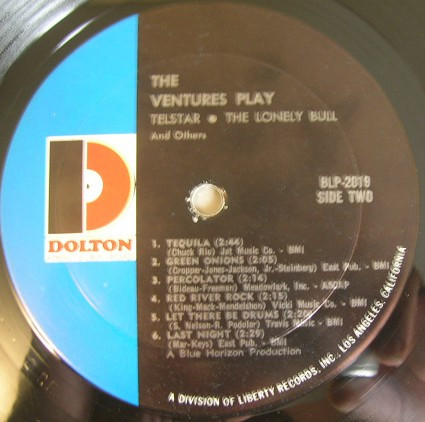 THE
VENTURES PLAY
TELSTAR • THE LONELY BULL
And Others
BLP-2019
SIDE TWO
DOLTON
1. TEQUILA (2:44)
(Chuck Rio) Jat Music Co. - BMI
2. GREEN ONIONS (2:05)
(Cropper-Jones-Jackson, Jr.-Steinberg) East Pub. - BMI
3. PERCOLATOR (2:14)
(Bideau-Freeman) Meadowlark, Inc. - ASCAP
4. RED RIVER ROCK (2:15)
(King-Mack-Mendelshon) Vicki Music Co. - BMI
5. LET THERE BE DRUMS (2:20)
(S. Nelson-R. Podolor) Travis Music - BMI
6. LAST NIGHT (2:29)
(Mar-Keys) East Pub. - BMI
A Blue Horizon Production
A DIVISION OF LIBERTY RECORDS, INC., LOS ANGELES, CALIFORNIA